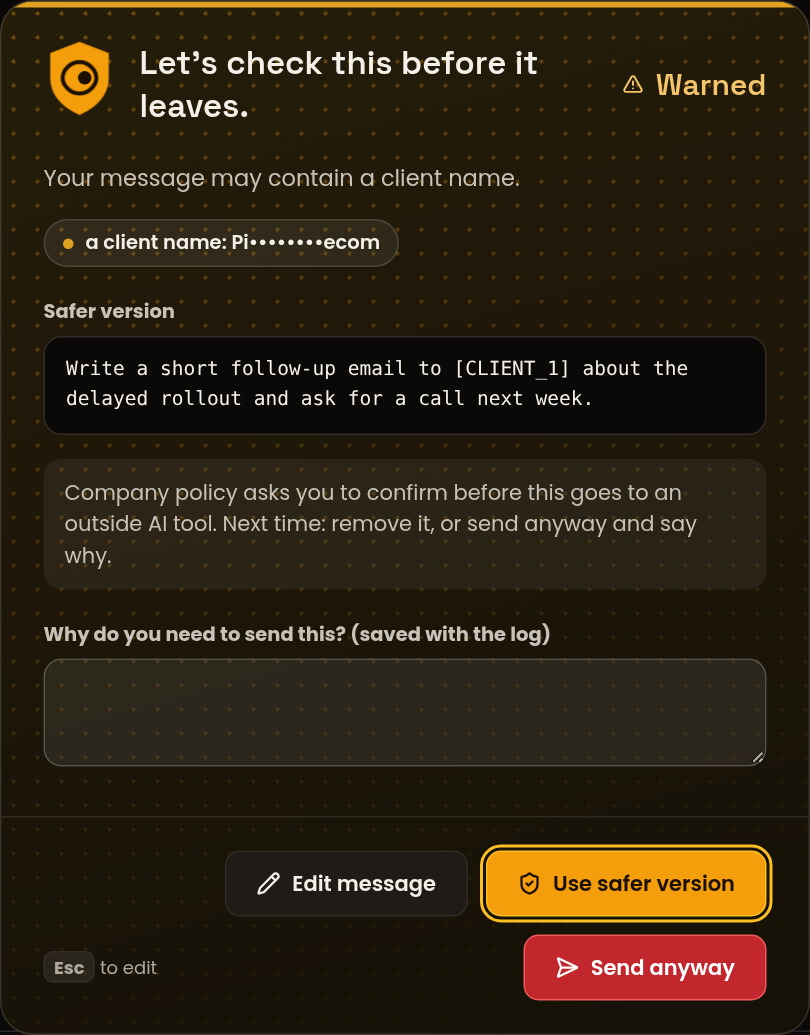 Let's check this before it
leaves.
Warned
Your message may contain a client name.
a client name: Pi••••••••ecom
Safer version
Write a short follow-up email to [CLIENT_1] about the
delayed rollout and ask for a call next week.
Company policy asks you to confirm before this goes to an
outside AI tool. Next time: remove it, or send anyway and say
why.
Why do you need to send this? (saved with the log)
Edit message
Use safer version
Esc to edit
Send anyway